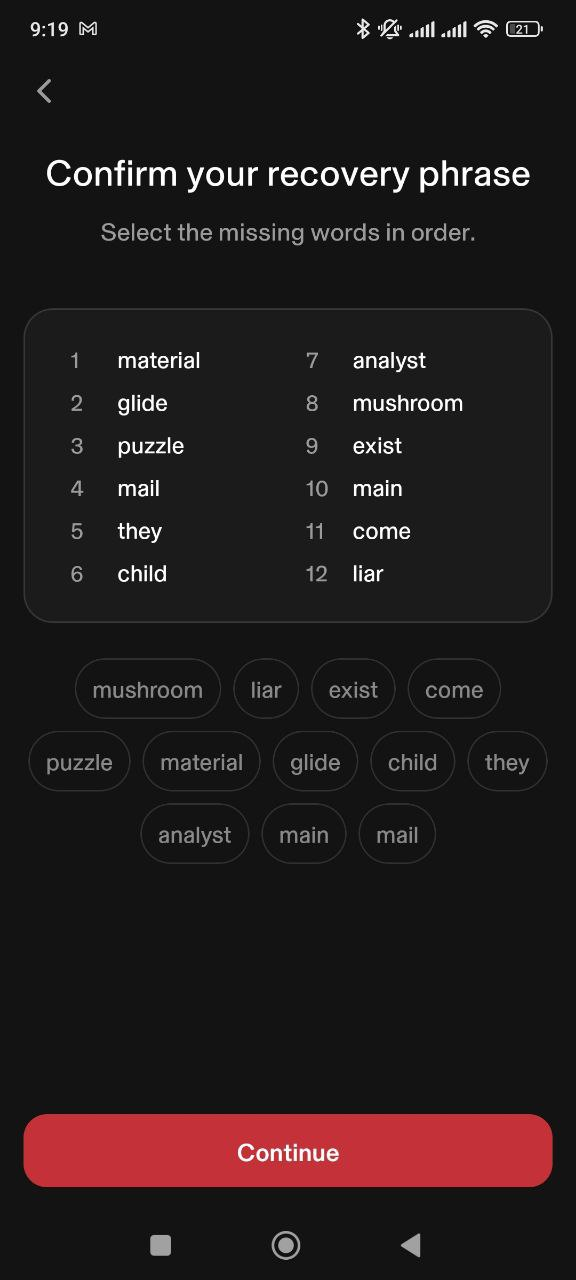 9:19
21
Confirm your recovery phrase
Select the missing words in order.
1 material 7 analyst
2 glide 8 mushroom
3 puzzle 9 exist
4 mail 10 main
5 they 11 come
6 child 12 liar
mushroom liar exist come
puzzle material glide child they
analyst main mail
Continue